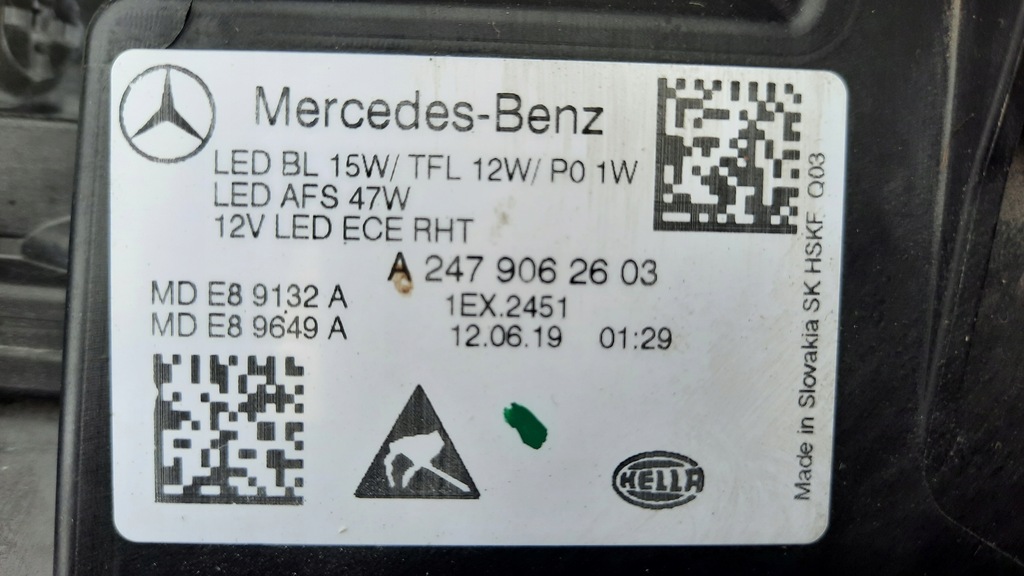 Mercedes-Benz
LED BL 15W/ TFL 12W/ P0 1W
LED AFS 47W
12V LED ECE RHT
A 247 906 26 03
MD E8 9132 A
1EX.2451
MD E8 9649 A
12.06.19 01:29
HELLA
Made in Slovakia SK HSKF Q03